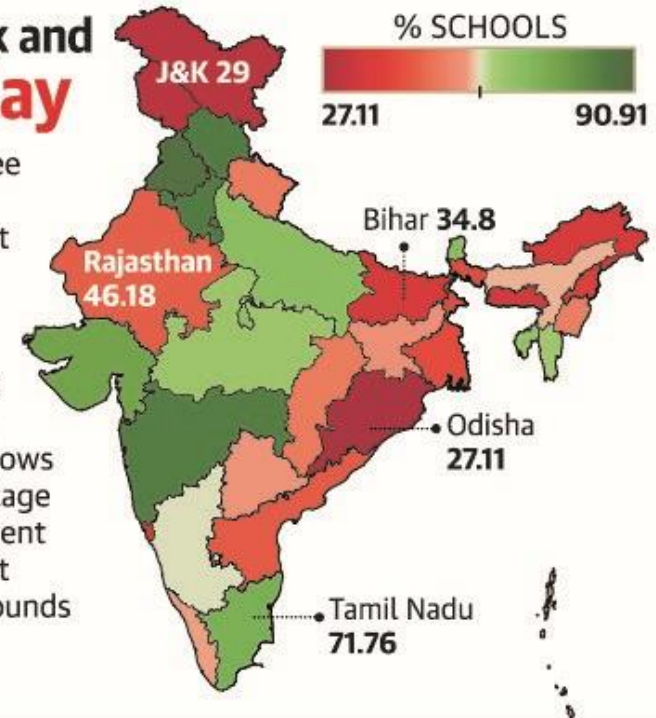 k and
ay
ee
t
ows
age
ent
t
ounds
% SCHOOLS
27.11 90.91
J&K 29
Bihar 34.8
Rajasthan
46.18
Odisha
27.11
Tamil Nadu
71.76